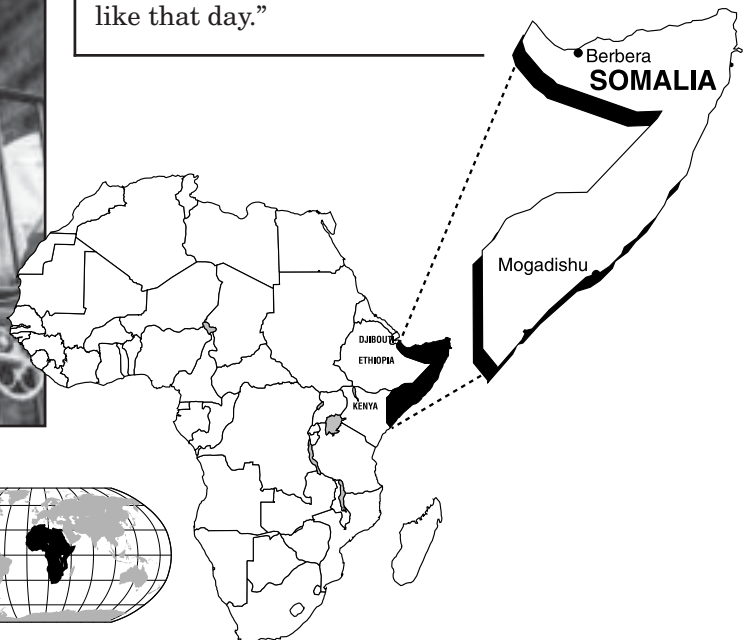 like that day.”
Berbera
SOMALIA
Mogadishu
DJIBOUTI
ETHIOPIA
KENYA